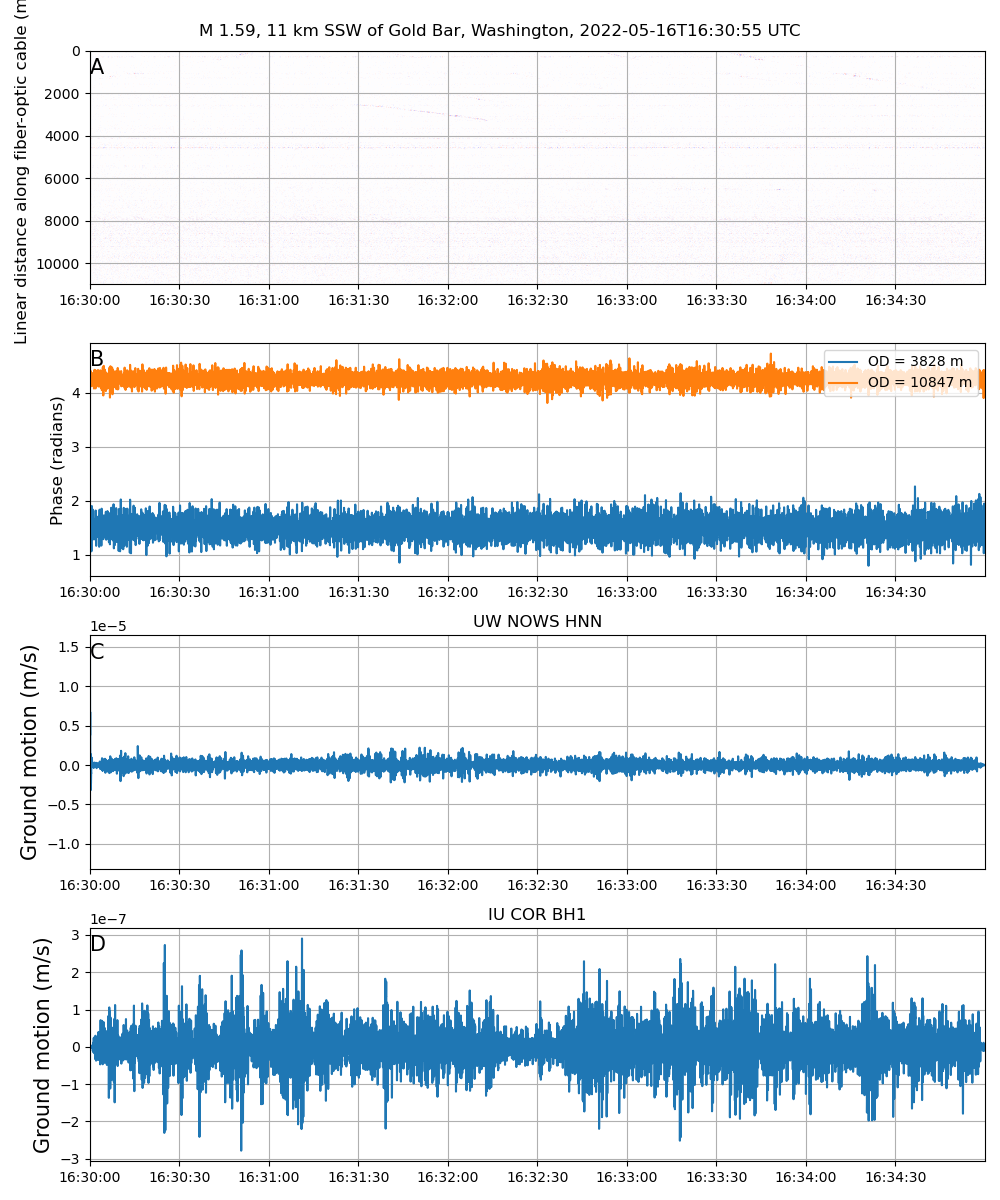 M 1.59, 11 km SSW of Gold Bar, Washington, 2022-05-16T16:30:55 UTC
Linear distance along fiber-optic cable (m
A
0
2000
4000
6000
8000
10000
16:30:00 16:30:30 16:31:00 16:31:30 16:32:00 16:32:30 16:33:00 16:33:30 16:34:00 16:34:30
B
OD = 3828 m
OD = 10847 m
Phase (radians)
4
3
2
1
16:30:00 16:30:30 16:31:00 16:31:30 16:32:00 16:32:30 16:33:00 16:33:30 16:34:00 16:34:30
UW NOWS HNN
1e−5
C
Ground motion (m/s)
1.5
1.0
0.5
0.0
−0.5
−1.0
16:30:00 16:30:30 16:31:00 16:31:30 16:32:00 16:32:30 16:33:00 16:33:30 16:34:00 16:34:30
IU COR BH1
1e−7
D
Ground motion (m/s)
3
2
1
0
−1
−2
−3
16:30:00 16:30:30 16:31:00 16:31:30 16:32:00 16:32:30 16:33:00 16:33:30 16:34:00 16:34:30